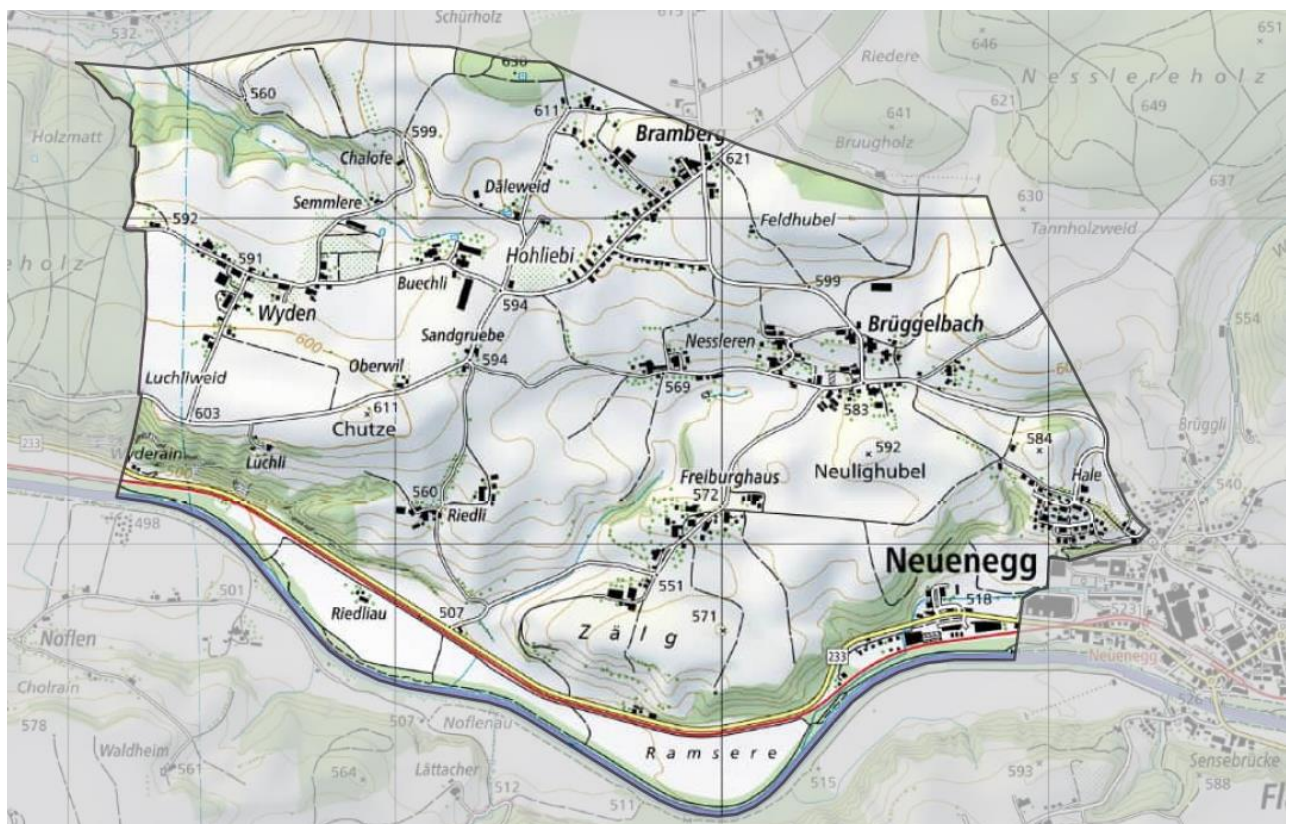 Schürholz
532
651
646
Riedere
Nesslereholz
560
630
611
621
649
641
Holzmatt
599
Bramberg
Bruugholz
Chalofe
621
637
Däleweid
630
Semmlere
592
Feldhubel
Tannholzweid
591
Hohliebi
Buechli
599
594
Wyden
Brüggelbach
554
Sandgruebe
Nessleren
600
Oberwil
594
Luchliweid
569
603
611
583
Chutze
592
584
Brüggli
233
Wyderain
Lüchli
Freiburghaus
Neulighubel
Hale
572
560
540
Riedli
498
Neuenegg
551
518
501
Riedliau
507
571
523
Noflen
Zälg
233
Neuenegg
Cholrain
526
578
507
Noflenau
Ramsere
Waldheim
Sensebrücke
561
564
Lättacher
515
593
588
512
511
Fl